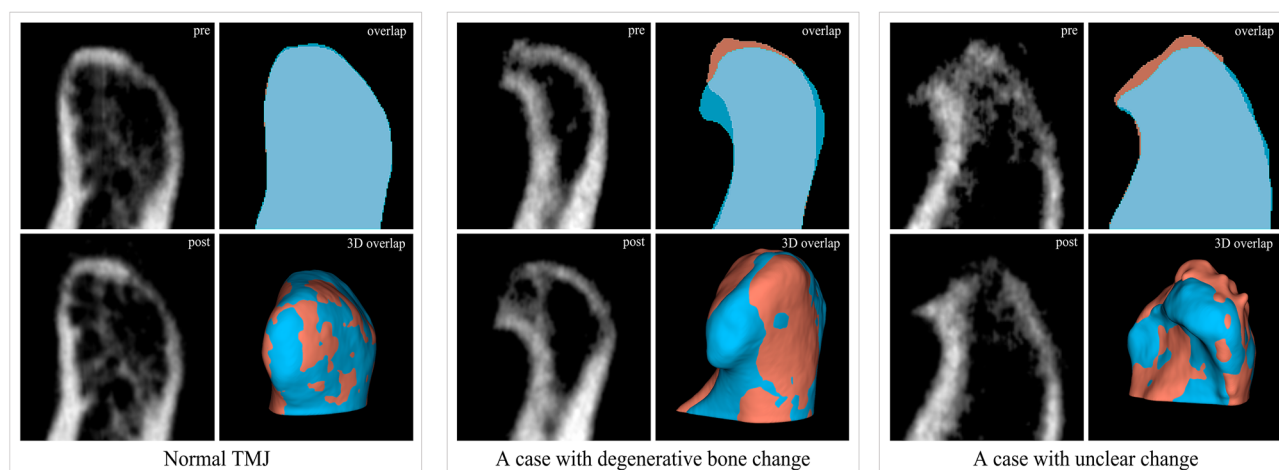 pre
overlap
post
3D overlap
Normal TMJ
pre
overlap
post
3D overlap
A case with degenerative bone change
pre
overlap
post
3D overlap
A case with unclear change